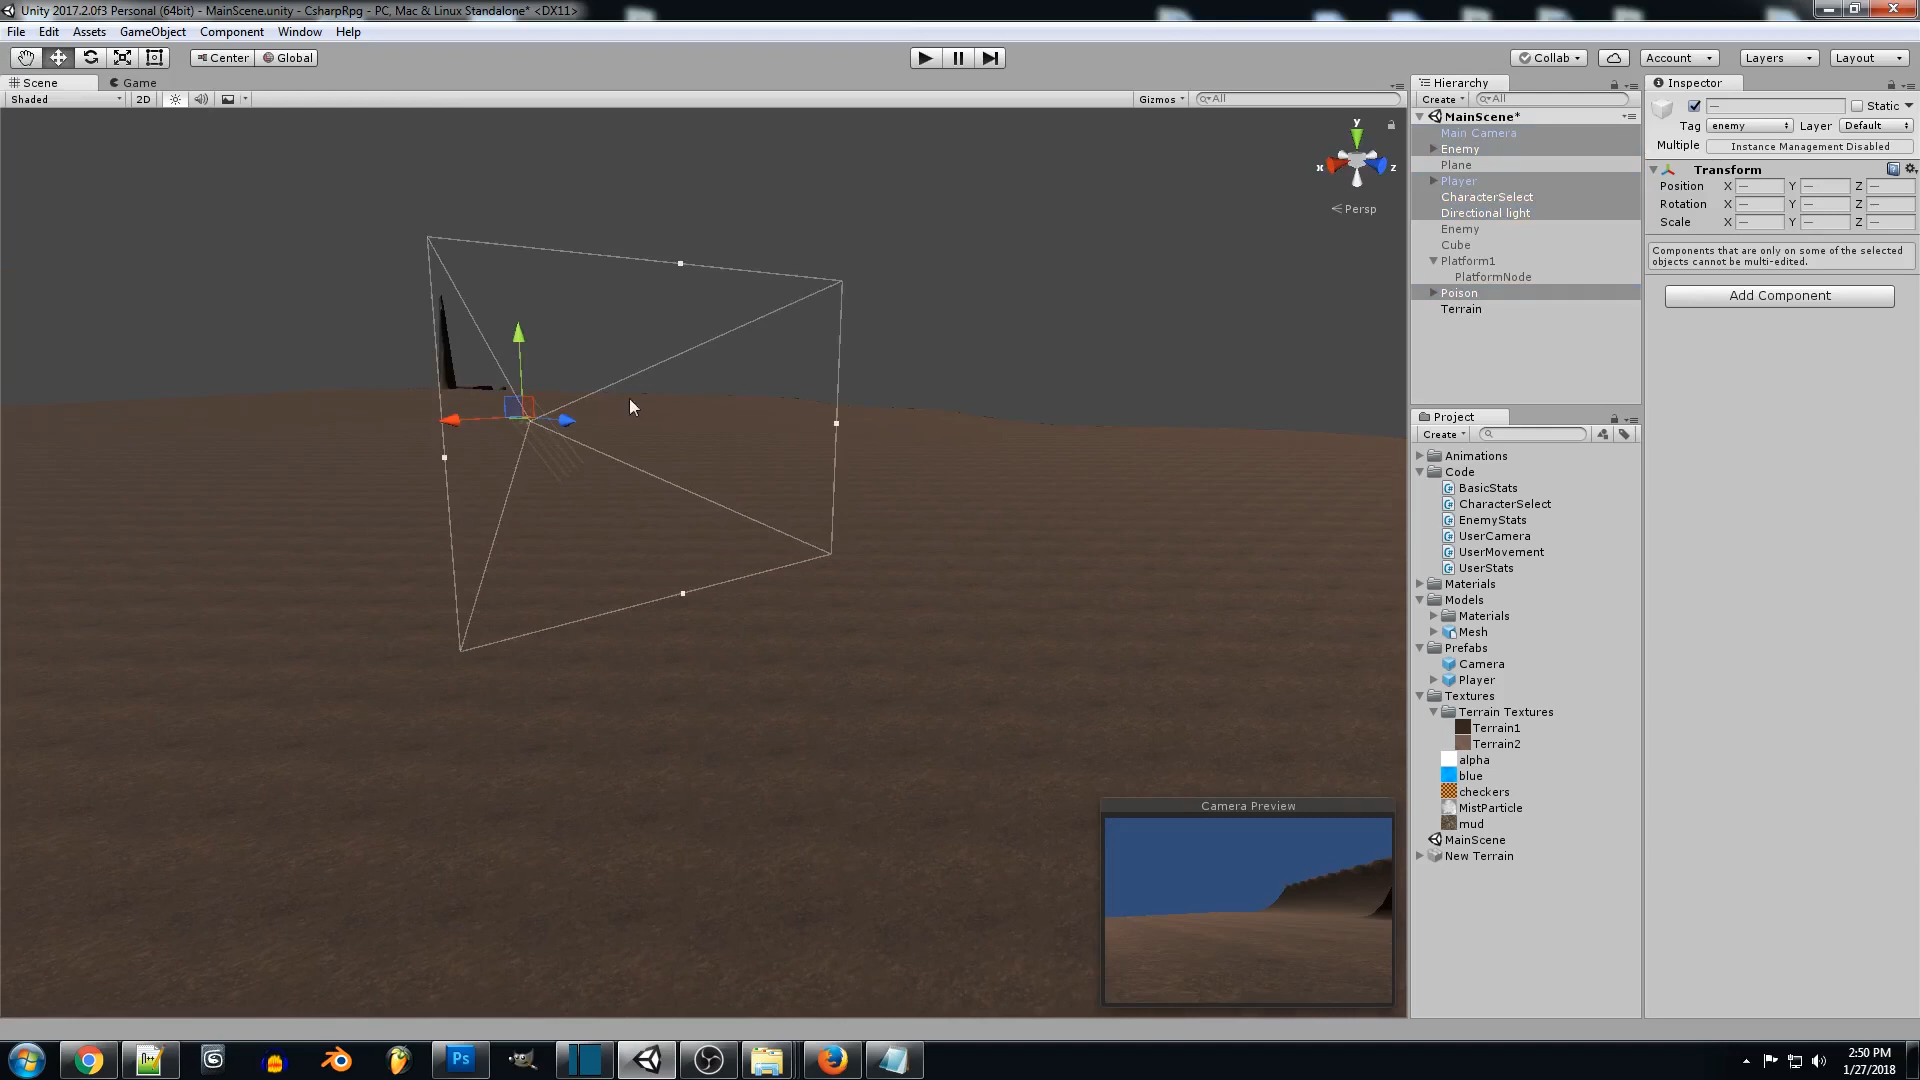 Unity 2017.2.0f3 Personal (64bit) - MainScene.unity - CsharpRpg - PC, Mac & Linux Standalone* <DX11>
File Edit Assets GameObject Component Window Help
Center Global
Collab Account Layers Layout
Scene Game
Shaded 2D
Gizmos All
y
x
z
Persp
Camera Preview
Hierarchy
Create All
MainScene*
Main Camera
Enemy
Plane
Player
CharacterSelect
Directional light
Enemy
Cube
Platform1
PlatformNode
Poison
Terrain
Project
Create
Animations
Code
BasicStats
CharacterSelect
EnemyStats
UserCamera
UserMovement
UserStats
Materials
Models
Materials
Mesh
Prefabs
Camera
Player
Textures
Terrain Textures
Terrain1
Terrain2
alpha
blue
checkers
MistParticle
mud
MainScene
New Terrain
Inspector
— Static
Tag enemy Layer Default
Multiple Instance Management Disabled
Transform
Position X — Y — Z —
Rotation X — Y — Z —
Scale X — Y — Z —
Components that are only on some of the selected
objects cannot be multi-edited.
Add Component
Ps
2:50 PM
1/27/2018